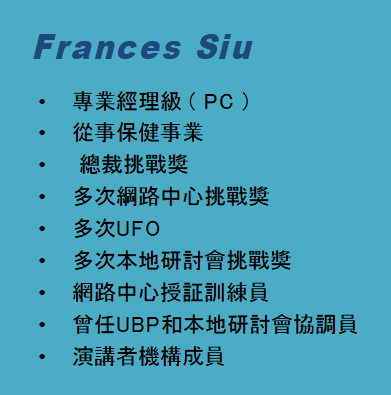 Frances Siu
• 專業經理級 ( PC )
• 從事保健事業
• 總裁挑戰獎
• 多次網路中心挑戰獎
• 多次UFO
• 多次本地研討會挑戰獎
• 網路中心授証訓練員
• 曾任UBP和本地研討會協調員
• 演講者機構成員